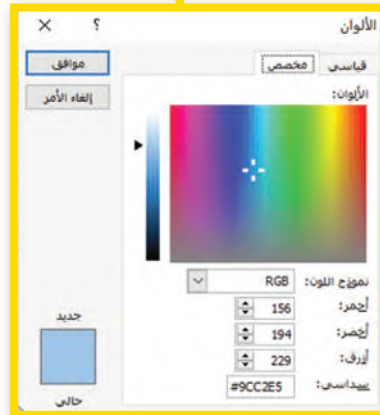 الألوان ؟ ×
قياسي مخصص
موافق
إلغاء الأمر
الألوان:
نموذج اللون: RGB
أحمر: 156
أخضر: 194
أزرق: 229
سداسي: #9CC2E5
جديد
حالي